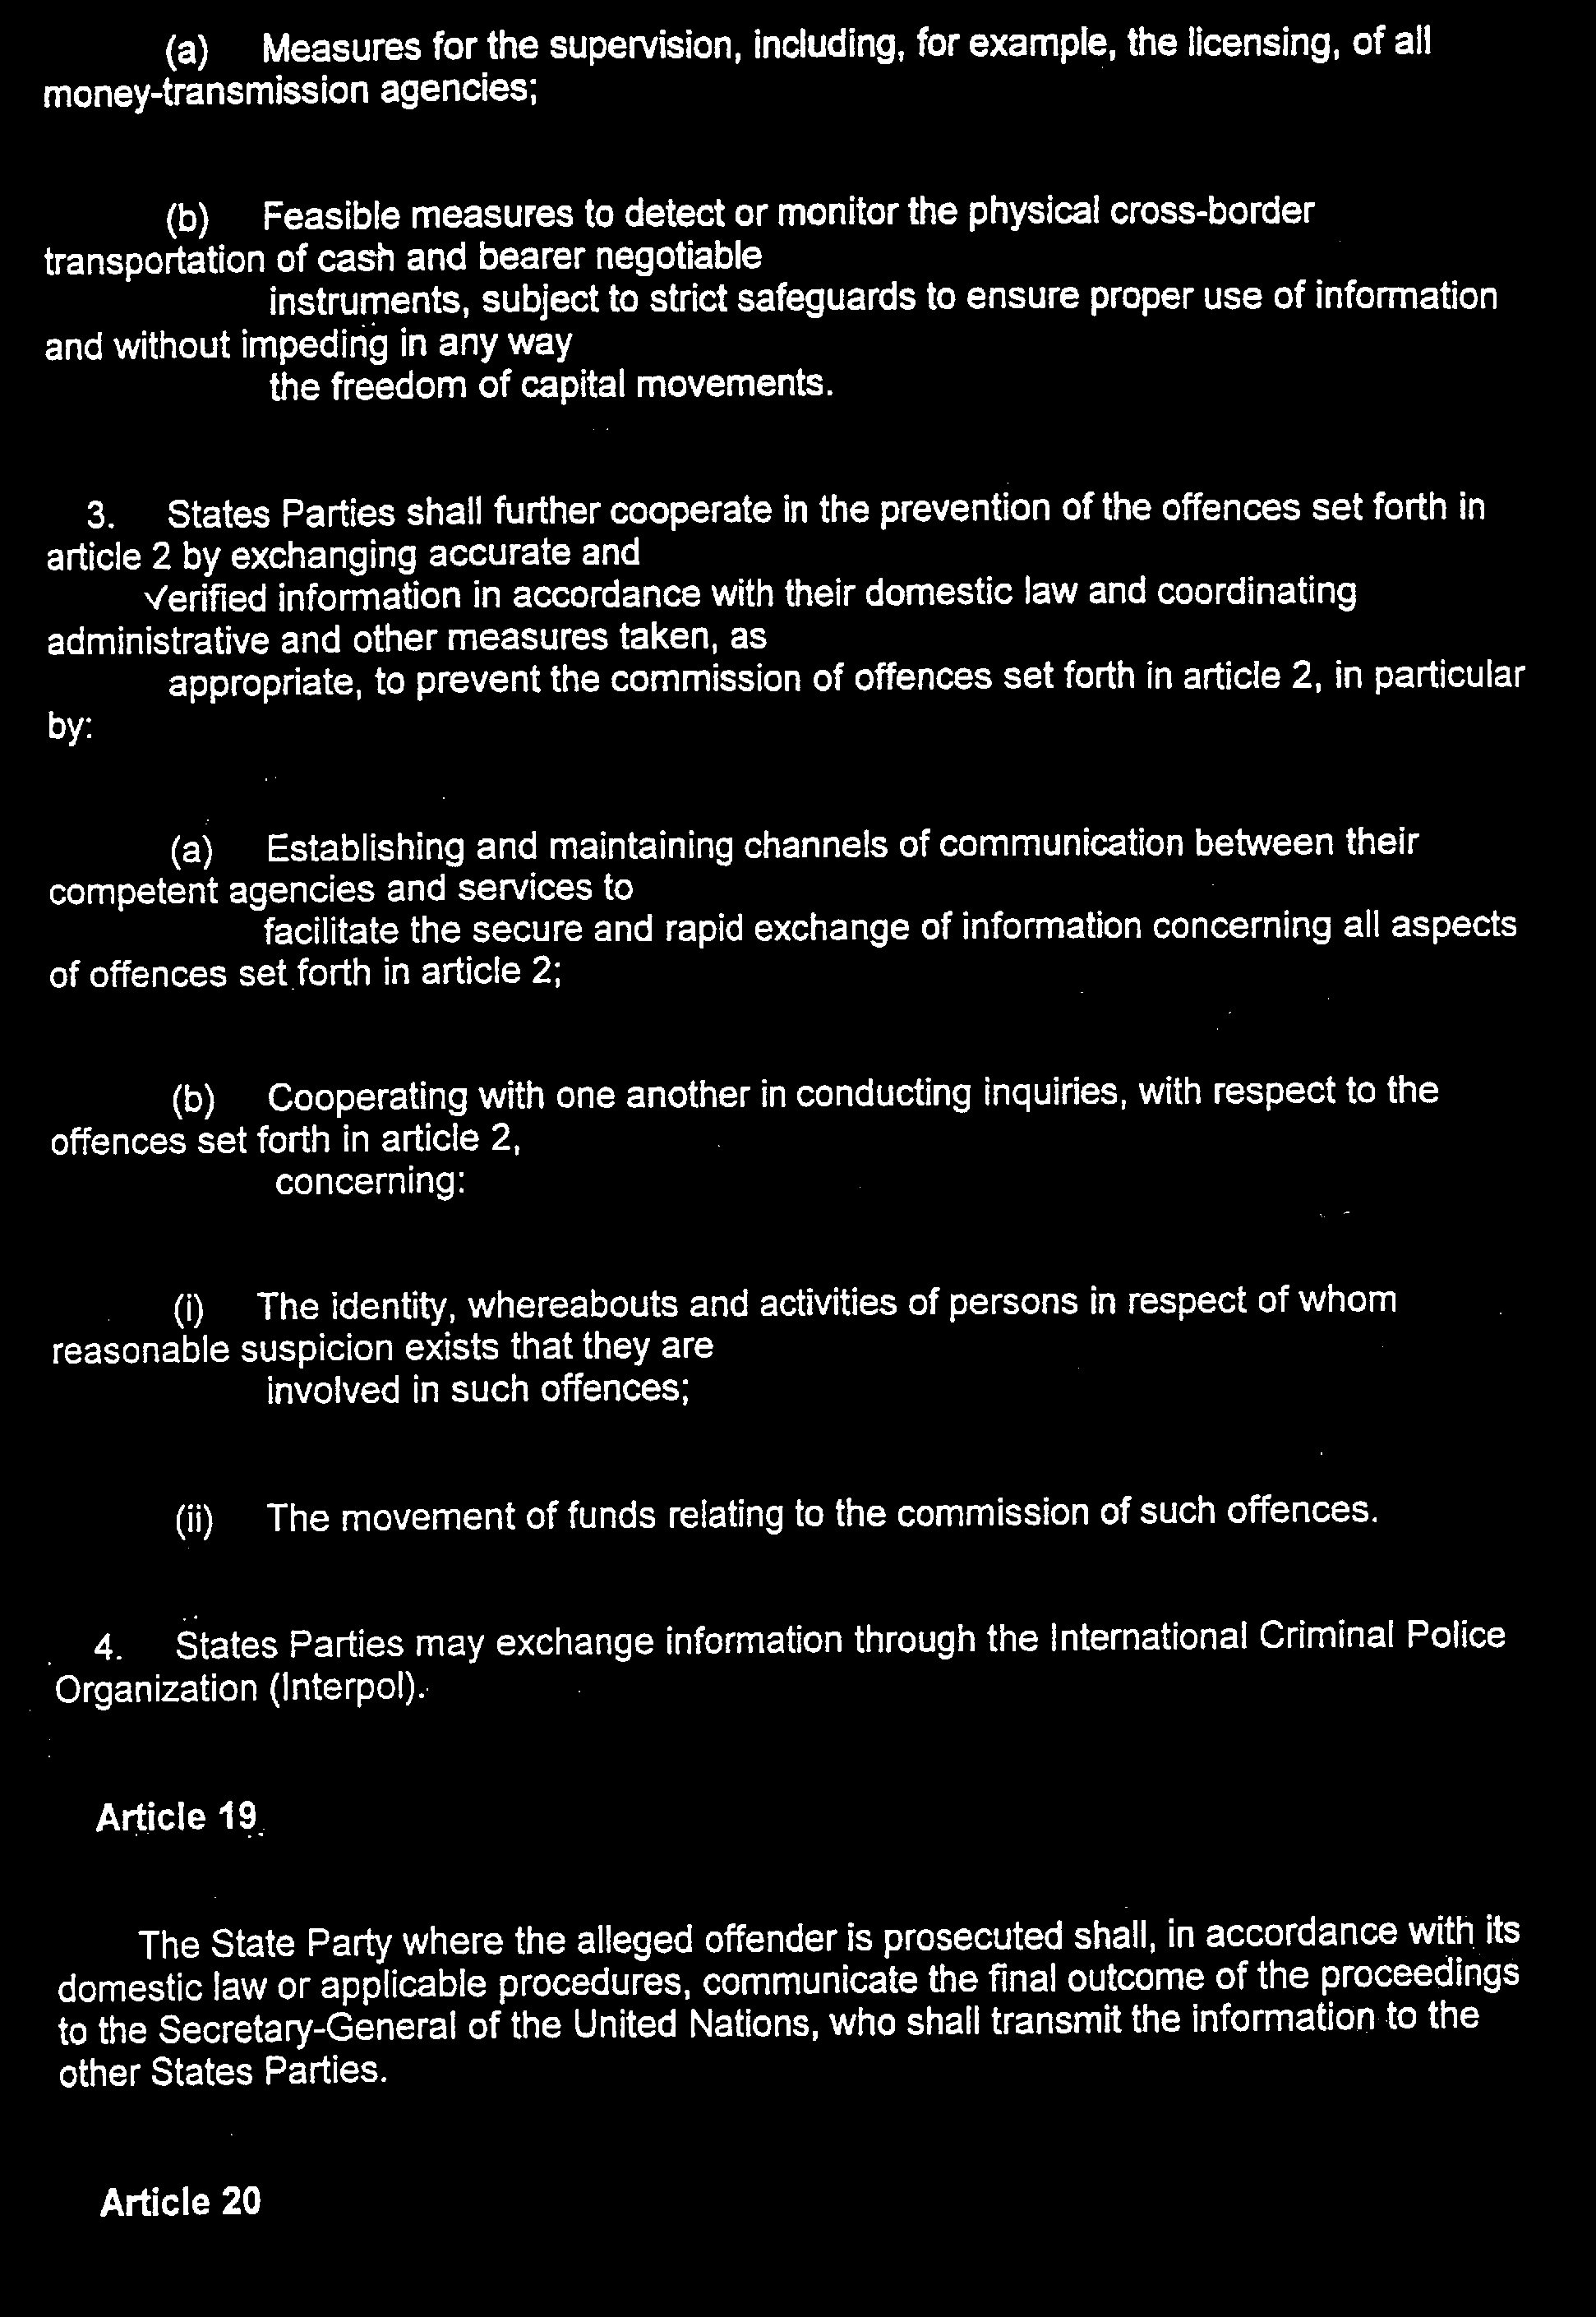 (a) Measures for the supervision, including, for example, the licensing, of all
money-transmission agencies;
(b) Feasible measures to detect or monitor the physical cross-border
transportation of cash and bearer negotiable
instruments, subject to strict safeguards to ensure proper use of information
and without impeding in any way
the freedom of capital movements.
3. States Parties shall further cooperate in the prevention of the offences set forth in
article 2 by exchanging accurate and
verified information in accordance with their domestic law and coordinating
administrative and other measures taken, as
appropriate, to prevent the commission of offences set forth in article 2, in particular
by:
(a) Establishing and maintaining channels of communication between their
competent agencies and services to
facilitate the secure and rapid exchange of information concerning all aspects
of offences set forth in article 2;
(b) Cooperating with one another in conducting inquiries, with respect to the
offences set forth in article 2,
concerning:
(i) The identity, whereabouts and activities of persons in respect of whom
reasonable suspicion exists that they are
involved in such offences;
(ii) The movement of funds relating to the commission of such offences.
4. States Parties may exchange information through the International Criminal Police
Organization (Interpol).
Article 19
The State Party where the alleged offender is prosecuted shall, in accordance with its
domestic law or applicable procedures, communicate the final outcome of the proceedings
to the Secretary-General of the United Nations, who shall transmit the information to the
other States Parties.
Article 20